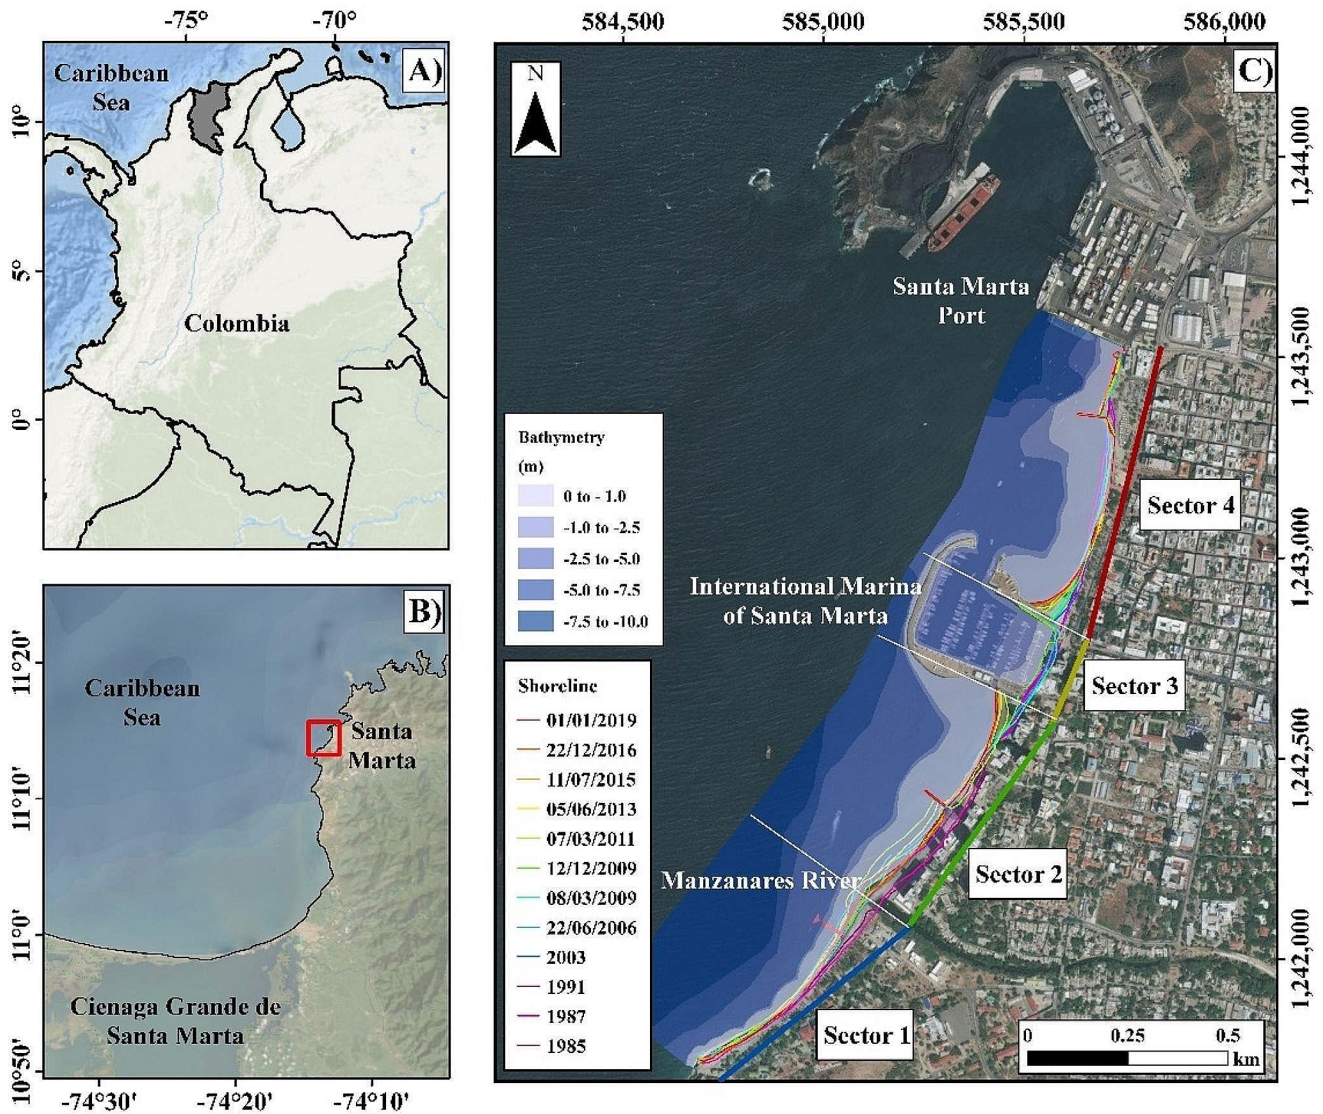 -75°
-70°
Caribbean
Sea
A)
10°
5°
0°
Colombia
B)
11°20'
11°10'
11°0'
10°50'
Caribbean
Sea
Santa
Marta
Cienaga Grande de
Santa Marta
-74°30'
-74°20'
-74°10'
584,500
585,000
585,500
586,000
C)
N
1,244,000
1,243,500
1,243,000
1,242,500
1,242,000
Santa Marta
Port
Bathymetry
(m)
0 to - 1.0
-1.0 to -2.5
-2.5 to -5.0
-5.0 to -7.5
-7.5 to -10.0
Sector 4
International Marina
of Santa Marta
Sector 3
Shoreline
01/01/2019
22/12/2016
11/07/2015
05/06/2013
07/03/2011
12/12/2009
08/03/2009
22/06/2006
2003
1991
1987
1985
Manzanares River
Sector 2
Sector 1
0
0.25
0.5
km